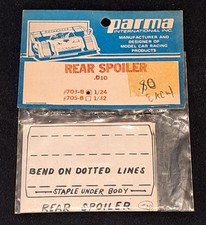 parma
INTERNATIONAL INC.
MANUFACTURER AND
DESIGNER OF
MODEL CAR RACING
PRODUCTS
REAR SPOILER
.010
#703-B 1/24
#705-B 1/32
.80
EACH
BEND ON DOTTED LINES
STAPLE UNDER BODY
REAR SPOILER